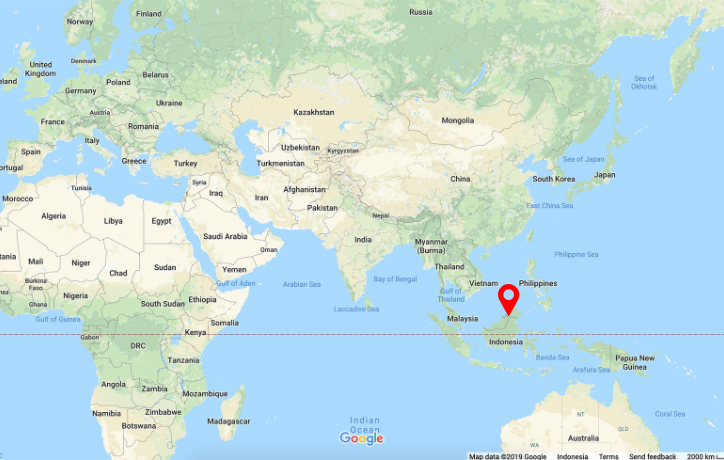 Finland
Norway
Russia
Sea of
Okhotsk
United
Kingdom
Denmark
Ireland
Belarus
Poland
Germany
Ukraine
Austria
France
Romania
Kazakhstan
Mongolia
Italy
Spain
Greece
Turkey
Portugal
Uzbekistan
Kyrgyzstan
Turkmenistan
Sea of Japan
Japan
South Korea
China
Tunisia
Syria
Iraq
Iran
Afghanistan
Morocco
Pakistan
East China Sea
Algeria
Libya
Egypt
Nepal
Saudi Arabia
India
Myanmar
(Burma)
Oman
Philippine Sea
Mali
Niger
Chad
Sudan
Yemen
Thailand
Gulf of Aden
Arabian Sea
Bay of Bengal
Vietnam
Philippines
Burkina
Faso
Nigeria
Ghana
South Sudan
Ethiopia
Somalia
Laccadive Sea
Gulf of
Thailand
Gulf of Guinea
Malaysia
Gabon
DRC
Kenya
Indonesia
Tanzania
Banda Sea
Papua New
Guinea
Arafura Sea
Angola
Zambia
Mozambique
Namibia
Zimbabwe
Botswana
Madagascar
Indian
Ocean
Google
NT
QLD
Coral Sea
WA
Australia
SA
Map data ©2019 Google Indonesia Terms Send feedback 2000 km